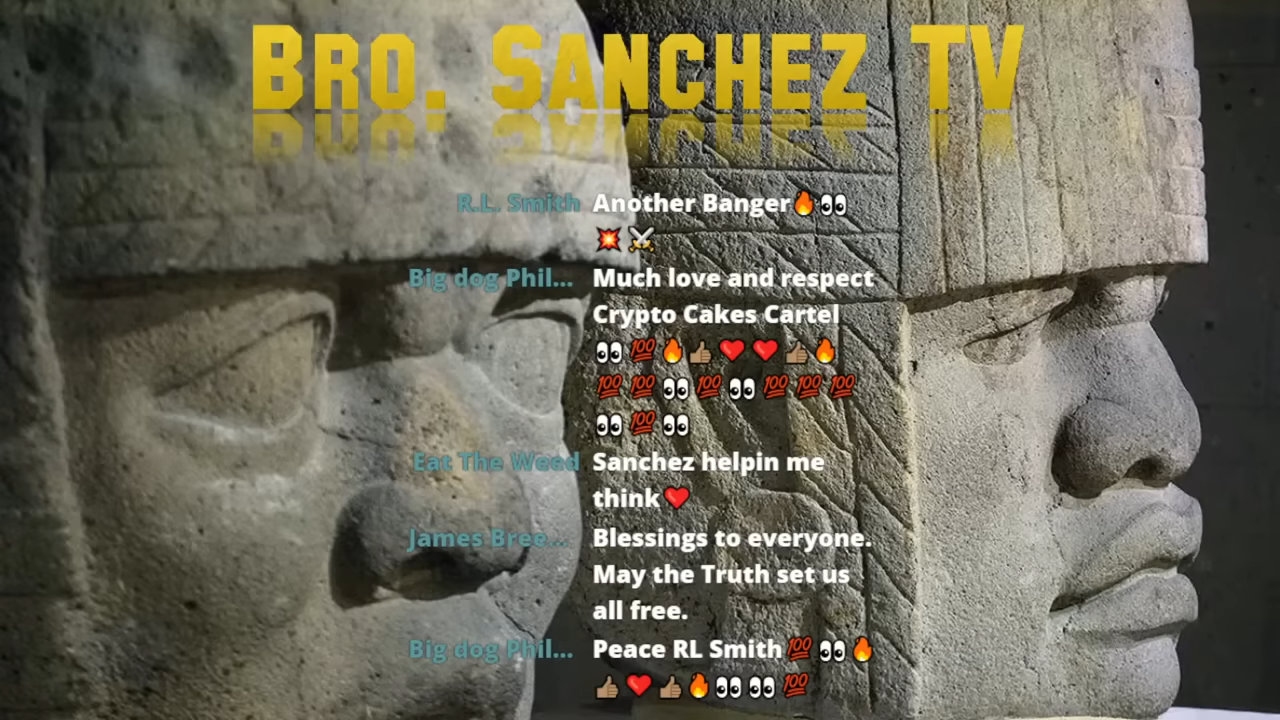 Bro. Sanchez TV
R.L. Smith Another Banger🔥👀
💥⚔️
Big dog Phil... Much love and respect
Crypto Cakes Cartel
👀💯🔥👍🏽❤️❤️👍🏽🔥
💯💯👀💯👀💯💯💯
👀💯👀
Eat The Weed Sanchez helpin me
think❤️
James Bree... Blessings to everyone.
May the Truth set us
all free.
Big dog Phil... Peace RL Smith💯👀🔥
👍🏽❤️👍🏽🔥👀👀💯